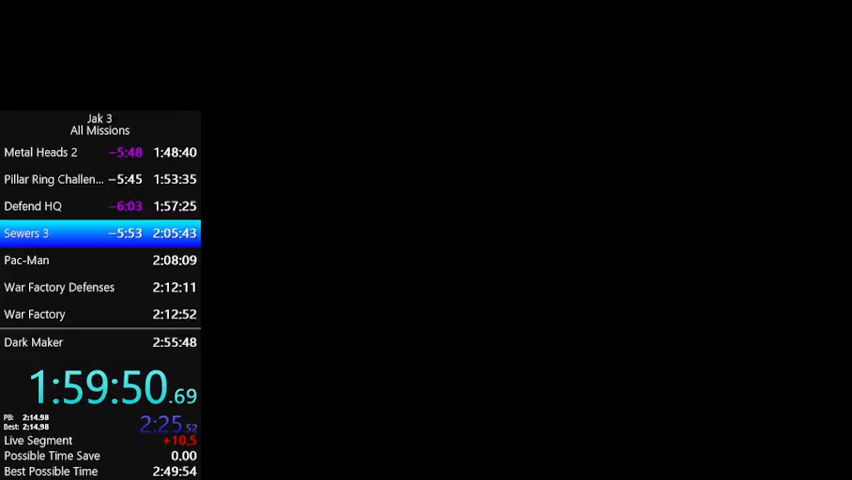 Jak 3
All Missions
Metal Heads 2 −5:48 1:48:40
Pillar Ring Challen... −5:45 1:53:35
Defend HQ −6:03 1:57:25
Sewers 3 −5:53 2:05:43
Pac-Man 2:08:09
War Factory Defenses 2:12:11
War Factory 2:12:52
Dark Maker 2:55:48
1:59:50.69
PB: 2:14.98
Best: 2:14.98 2:25.52
Live Segment +10.5
Possible Time Save 0.00
Best Possible Time 2:49:54